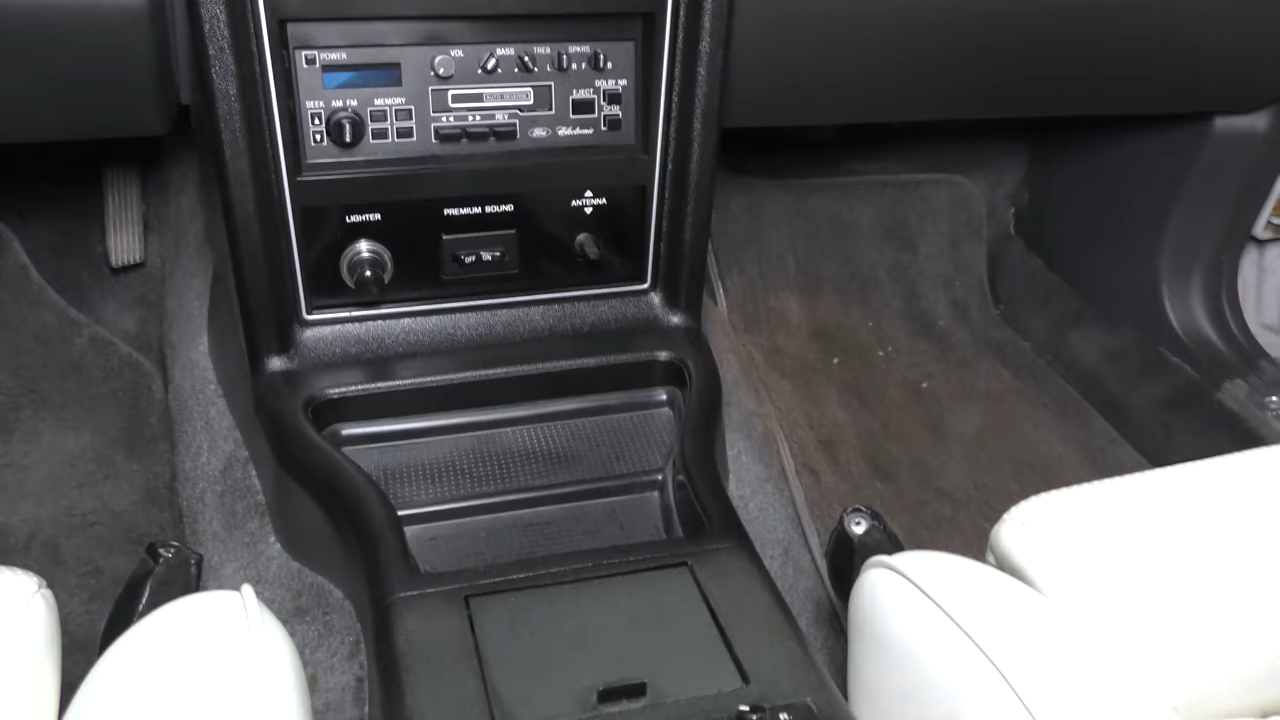 POWER
VOL
BASS
TREB
SPKRS
L R F B
DOLBY NR
SEEK AM FM MEMORY
AUTO REVERSE
EJECT
REV
Ford Electronic
LIGHTER
PREMIUM SOUND
ANTENNA
OFF ON